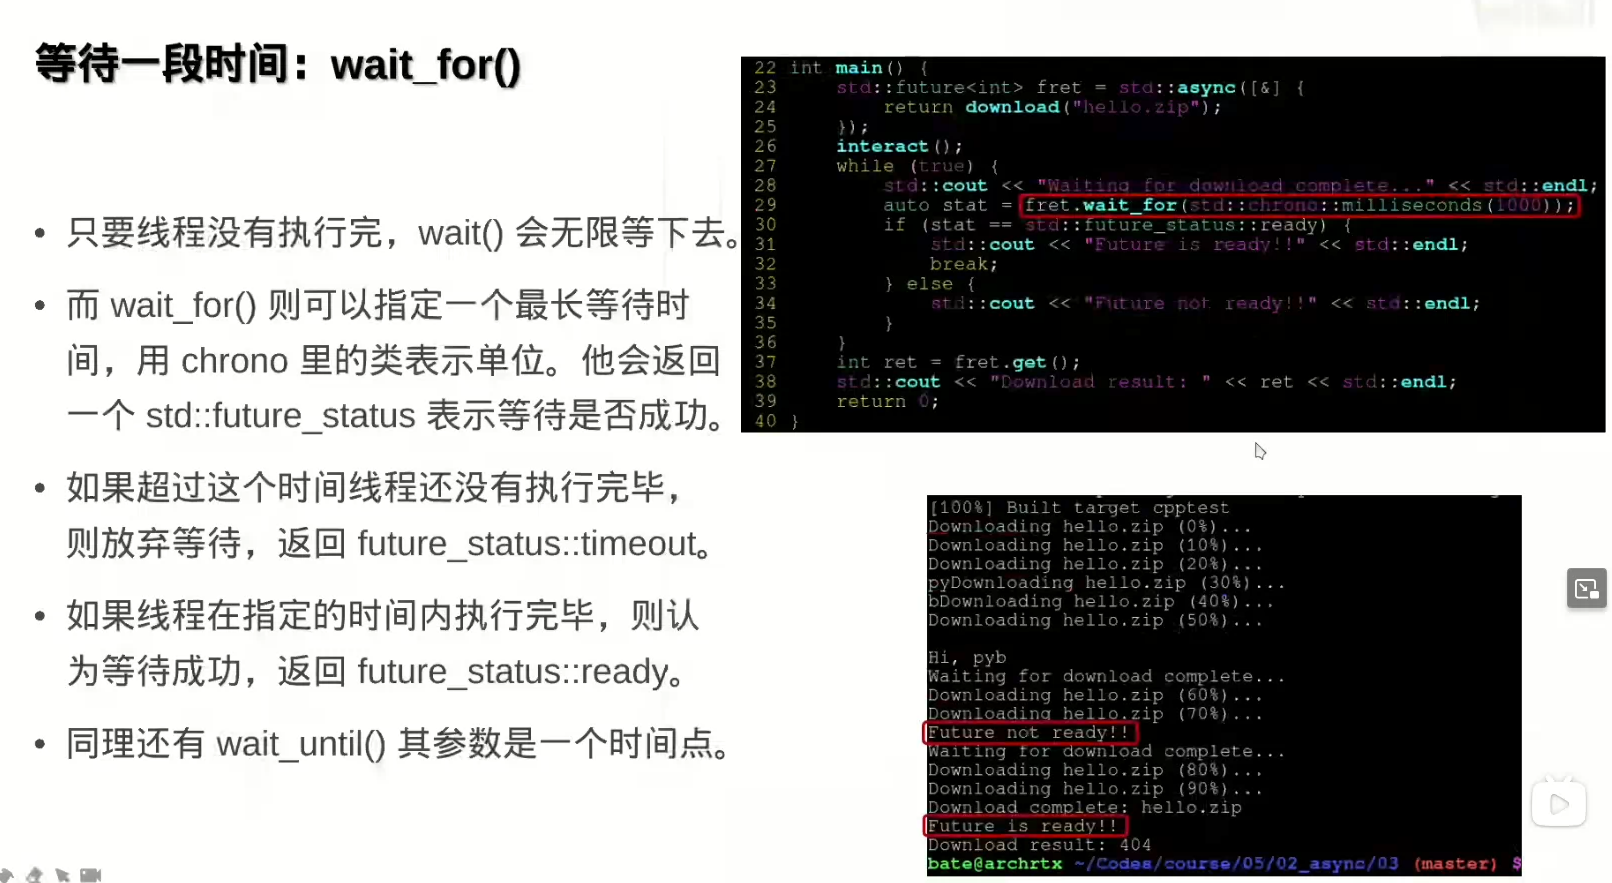 等待一段时间：wait_for()
• 只要线程没有执行完，wait() 会无限等下去。
• 而 wait_for() 则可以指定一个最长等待时
间，用 chrono 里的类表示单位。他会返回
一个 std::future_status 表示等待是否成功。
• 如果超过这个时间线程还没有执行完毕，
则放弃等待，返回 future_status::timeout。
• 如果线程在指定的时间内执行完毕，则认
为等待成功，返回 future_status::ready。
• 同理还有 wait_until() 其参数是一个时间点。
22 int main() {
23     std::future<int> fret = std::async([&] {
24         return download("hello.zip");
25     });
26     interact();
27     while (true) {
28         std::cout << "Waiting for download complete..." << std::endl;
29         auto stat = fret.wait_for(std::chrono::milliseconds(1000));
30         if (stat == std::future_status::ready) {
31             std::cout << "Future is ready!!" << std::endl;
32             break;
33         } else {
34             std::cout << "Future not ready!!" << std::endl;
35         }
36     }
37     int ret = fret.get();
38     std::cout << "Download result: " << ret << std::endl;
39     return 0;
40 }
[100%] Built target cpptest
Downloading hello.zip (0%)...
Downloading hello.zip (10%)...
Downloading hello.zip (20%)...
pyDownloading hello.zip (30%)...
bDownloading hello.zip (40%)...
Downloading hello.zip (50%)...
Hi, pyb
Waiting for download complete...
Downloading hello.zip (60%)...
Downloading hello.zip (70%)...
Future not ready!!
Waiting for download complete...
Downloading hello.zip (80%)...
Downloading hello.zip (90%)...
Download complete: hello.zip
Future is ready!!
Download result: 404
bate@archrtx ~/Codes/course/05/02_async/03 (master) $